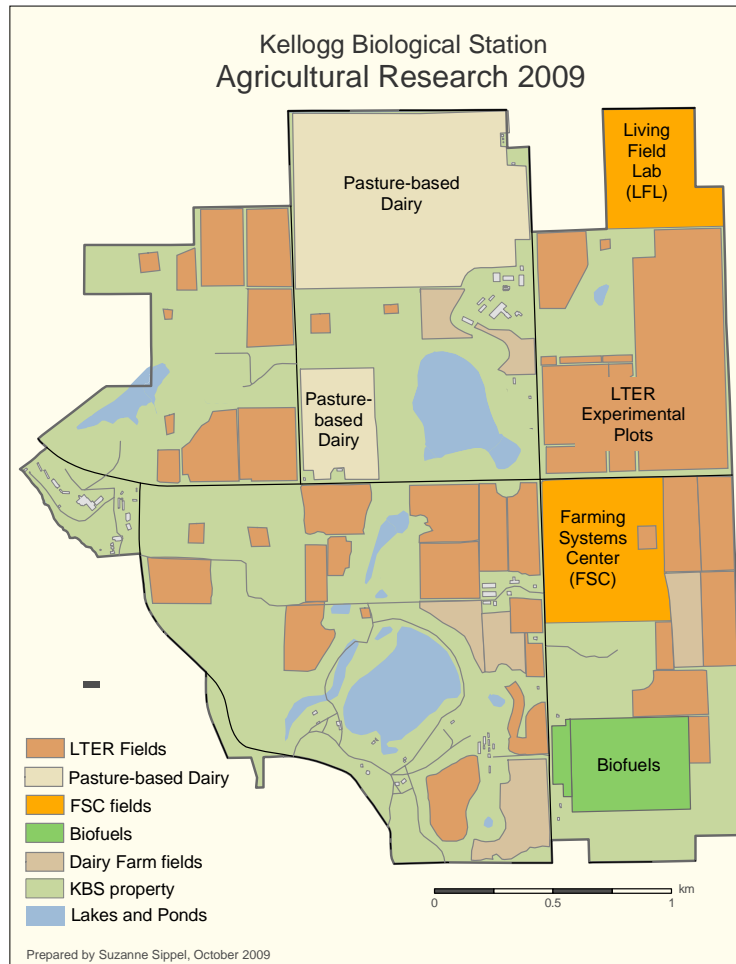 Kellogg Biological Station
Agricultural Research 2009
Living
Field
Lab
(LFL)
Pasture-based
Dairy
Pasture-
based
Dairy
LTER
Experimental
Plots
Farming
Systems
Center
(FSC)
Biofuels
LTER Fields
Pasture-based Dairy
FSC fields
Biofuels
Dairy Farm fields
KBS property
Lakes and Ponds
km
0
0.5
1
Prepared by Suzanne Sippel, October 2009